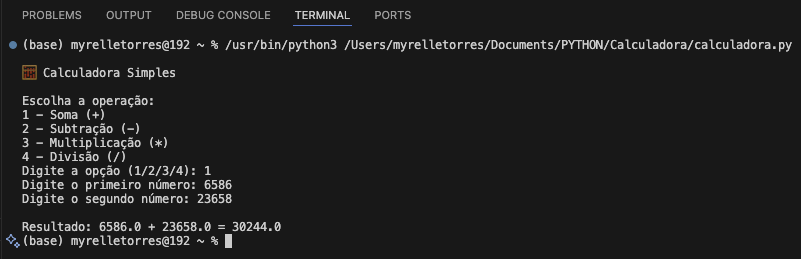 PROBLEMS OUTPUT DEBUG CONSOLE TERMINAL PORTS
(base) myrelletorres@192 ~ % /usr/bin/python3 /Users/myrelletorres/Documents/PYTHON/Calculadora/calculadora.py
🧮 Calculadora Simples
Escolha a operação:
1 – Soma (+)
2 – Subtração (–)
3 – Multiplicação (*)
4 – Divisão (/)
Digite a opção (1/2/3/4): 1
Digite o primeiro número: 6586
Digite o segundo número: 23658
Resultado: 6586.0 + 23658.0 = 30244.0
(base) myrelletorres@192 ~ %